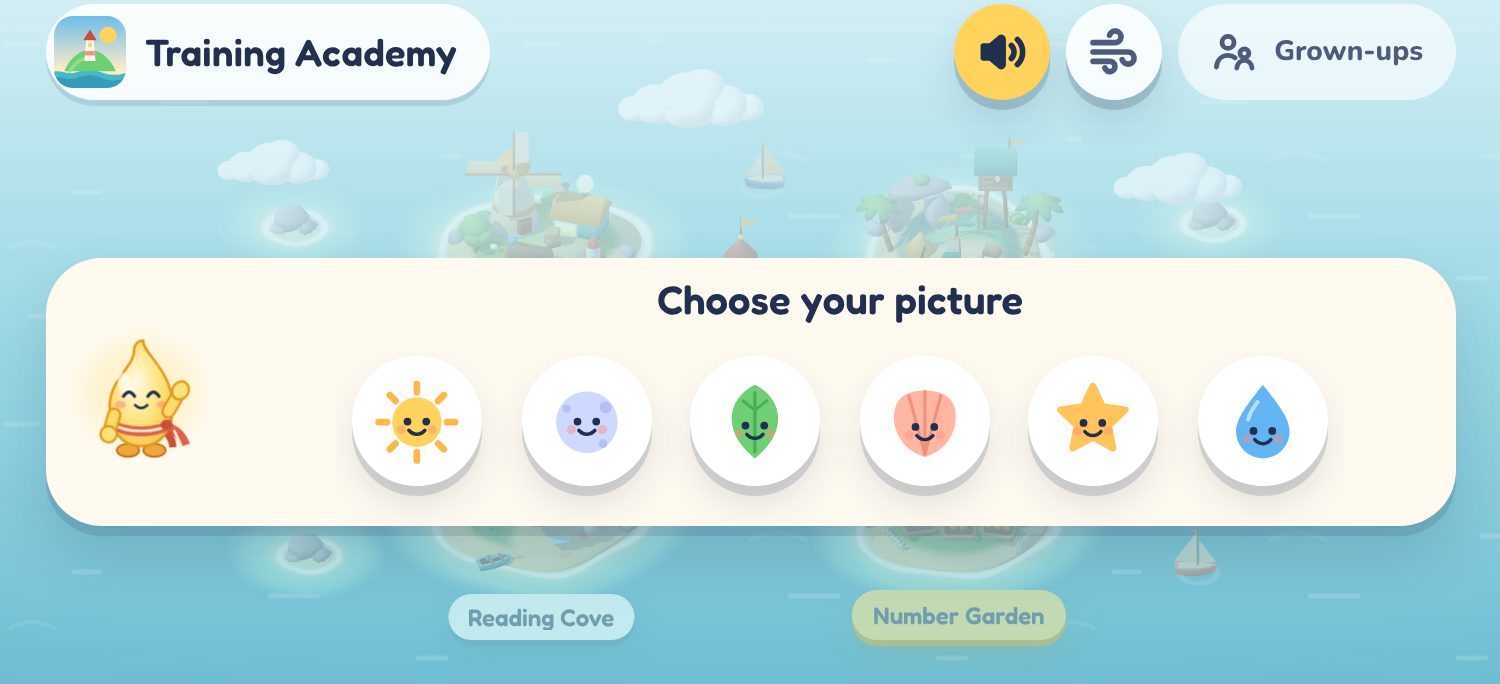 Training Academy
Grown-ups
Choose your picture
Reading Cove
Number Garden